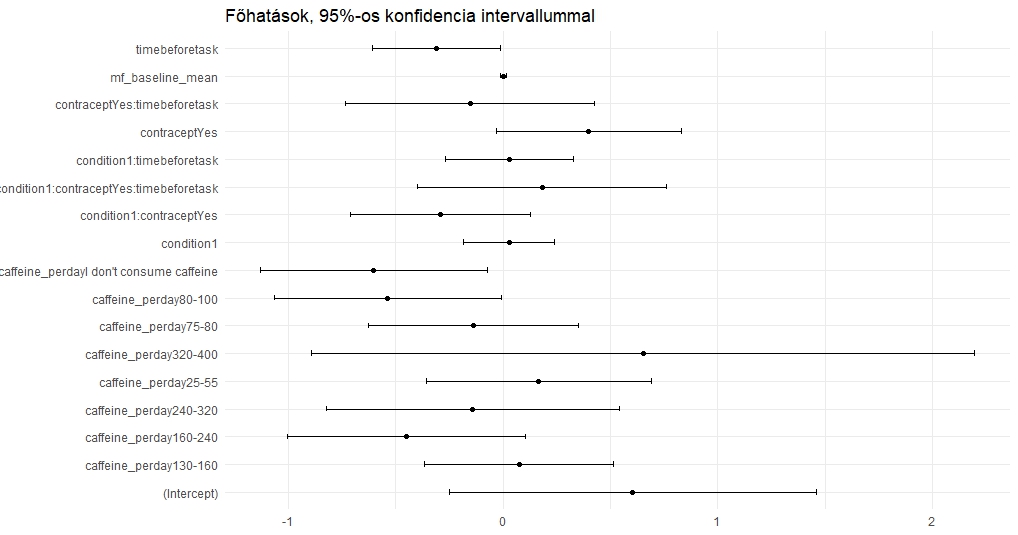 Főhatások, 95%-os konfidencia intervallummal
timebeforetask
mf_baseline_mean
contraceptYes:timebeforetask
contraceptYes
condition1:timebeforetask
condition1:contraceptYes:timebeforetask
condition1:contraceptYes
condition1
caffeine_perdayI don't consume caffeine
caffeine_perday80-100
caffeine_perday75-80
caffeine_perday320-400
caffeine_perday25-55
caffeine_perday240-320
caffeine_perday160-240
caffeine_perday130-160
(Intercept)
-1 0 1 2